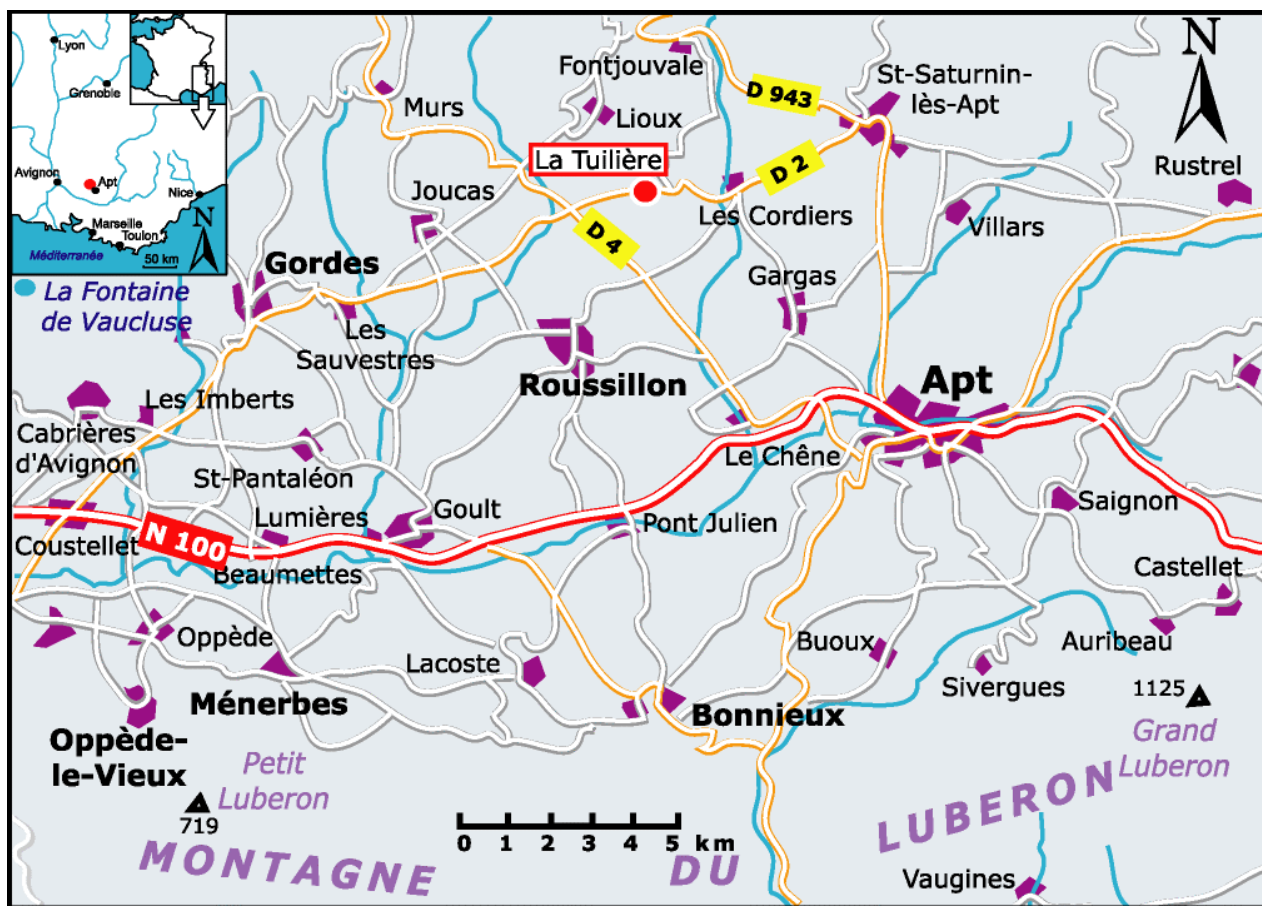 Lyon
Grenoble
Avignon
Apt
Nice
Marseille
Toulon
N
Méditerranée
50 km
Fontjouvale
St-Saturnin-
lès-Apt
N
D 943
Murs
Lioux
La Tuilière
D 2
Rustrel
Joucas
Les Cordiers
Villars
D 4
Gordes
Gargas
La Fontaine
de Vaucluse
Les
Sauvestres
Roussillon
Apt
Les Imberts
Cabrières
d'Avignon
St-Pantaléon
Le Chêne
Saignon
Lumières
Goult
Pont Julien
Coustellet
N 100
Beaumettes
Castellet
Oppède
Lacoste
Buoux
Auribeau
Sivergues
1125
Ménerbes
Bonnieux
Oppède-
le-Vieux
Petit
Luberon
719
Grand
Luberon
0 1 2 3 4 5 km
MONTAGNE
DU
LUBERON
Vaugines